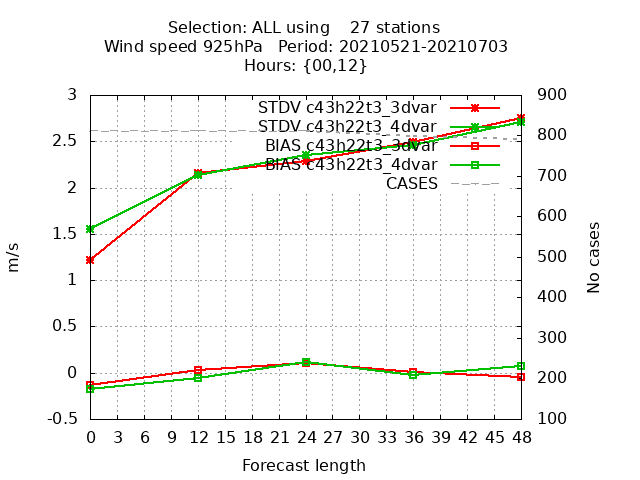 Selection: ALL using    27 stations
Wind speed 925hPa   Period: 20210521-20210703
Hours: {00,12}
3
2.5
2
1.5
1
0.5
0
-0.5
m/s
STDV c43h22t3_3dvar
STDV c43h22t3_4dvar
BIAS c43h22t3_3dvar
BIAS c43h22t3_4dvar
CASES
900
800
700
600
500
400
300
200
100
No cases
0 3 6 9 12 15 18 21 24 27 30 33 36 39 42 45 48
Forecast length